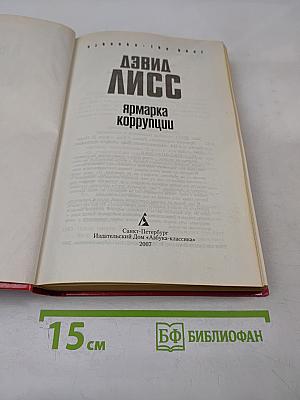 ДЭВИД
ЛИСС
ЯРМАРКА
КОРРУПЦИИ
Санкт-Петербург
Издательский Дом «Азбука-классика»
2007
15 см
БФ БИБЛИОФАН